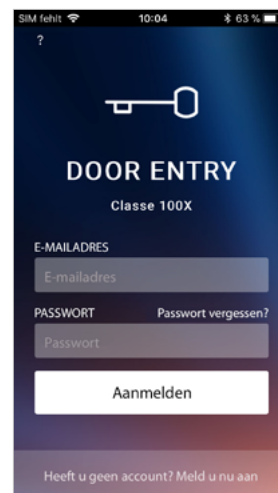 SIM fehlt 10:04 63 %
?
DOOR ENTRY
Classe 100X
E-MAILADRES
E-mailadres
PASSWORT Passwort vergessen?
Passwort
Aanmelden
Heeft u geen account? Meld u nu aan